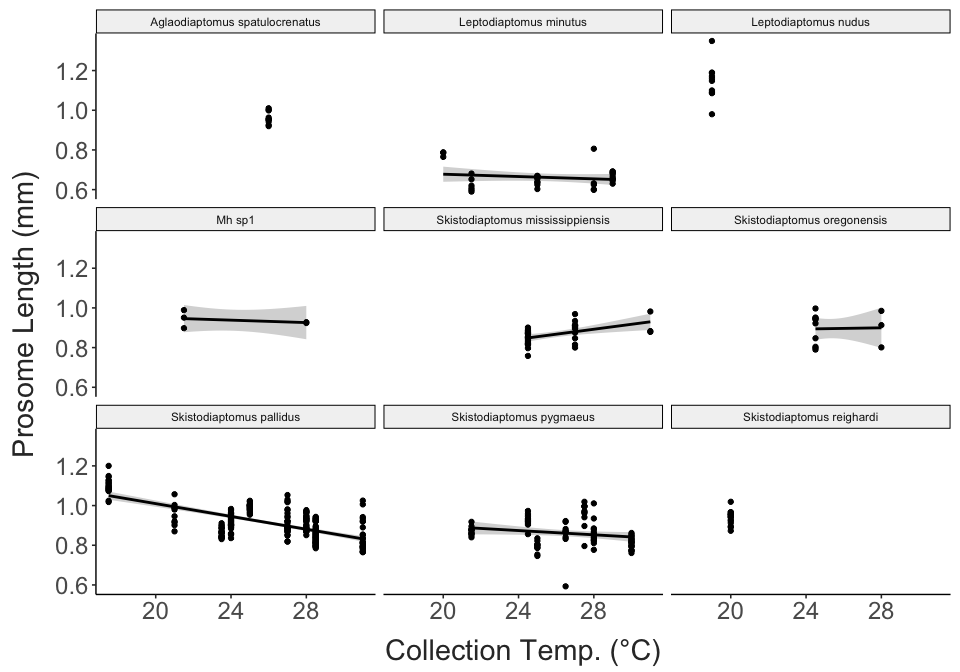 Aglaodiaptomus spatulocrenatus
Leptodiaptomus minutus
Leptodiaptomus nudus
1.2
1.0
0.8
0.6
Mh sp1
Skistodiaptomus mississippiensis
Skistodiaptomus oregonensis
1.2
1.0
0.8
0.6
Skistodiaptomus pallidus
Skistodiaptomus pygmaeus
Skistodiaptomus reighardi
1.2
1.0
0.8
0.6
20 24 28 20 24 28 20 24 28
Prosome Length (mm)
Collection Temp. (°C)